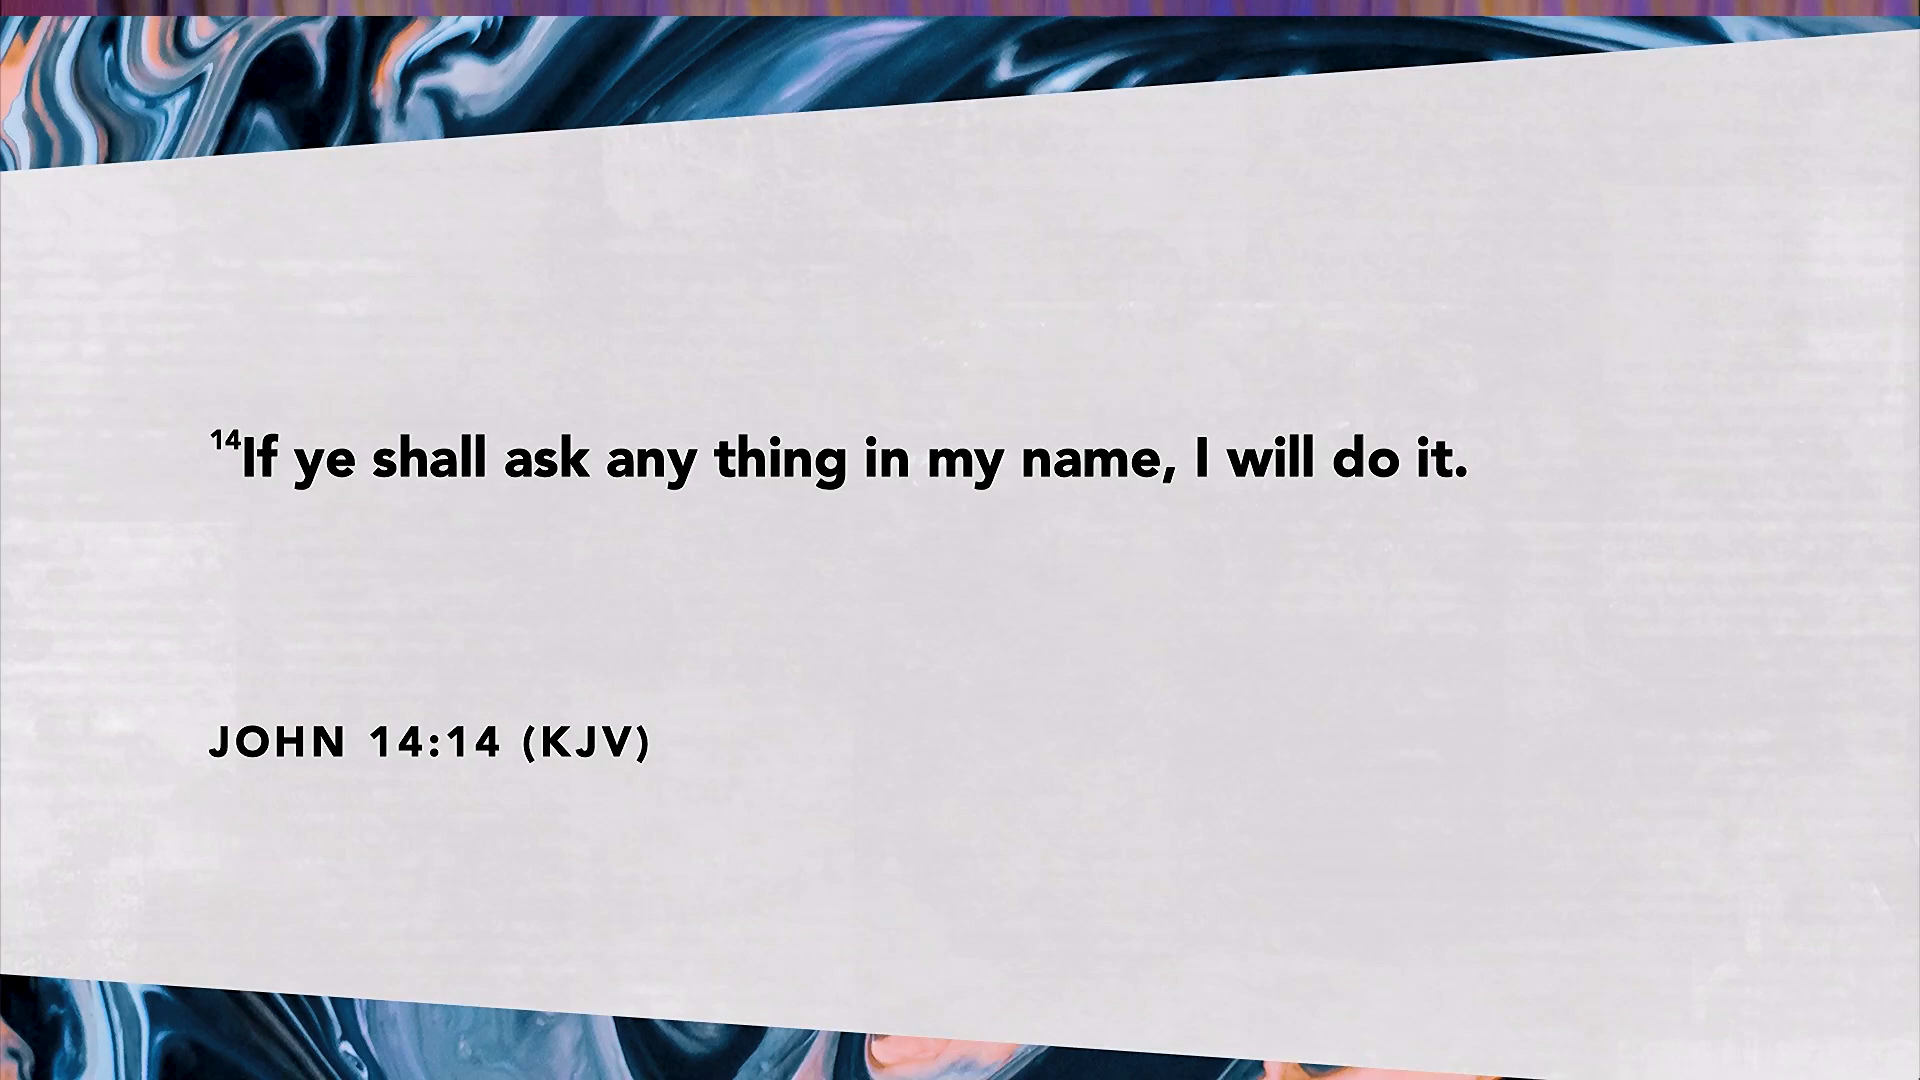 14If ye shall ask any thing in my name, I will do it.
JOHN 14:14 (KJV)